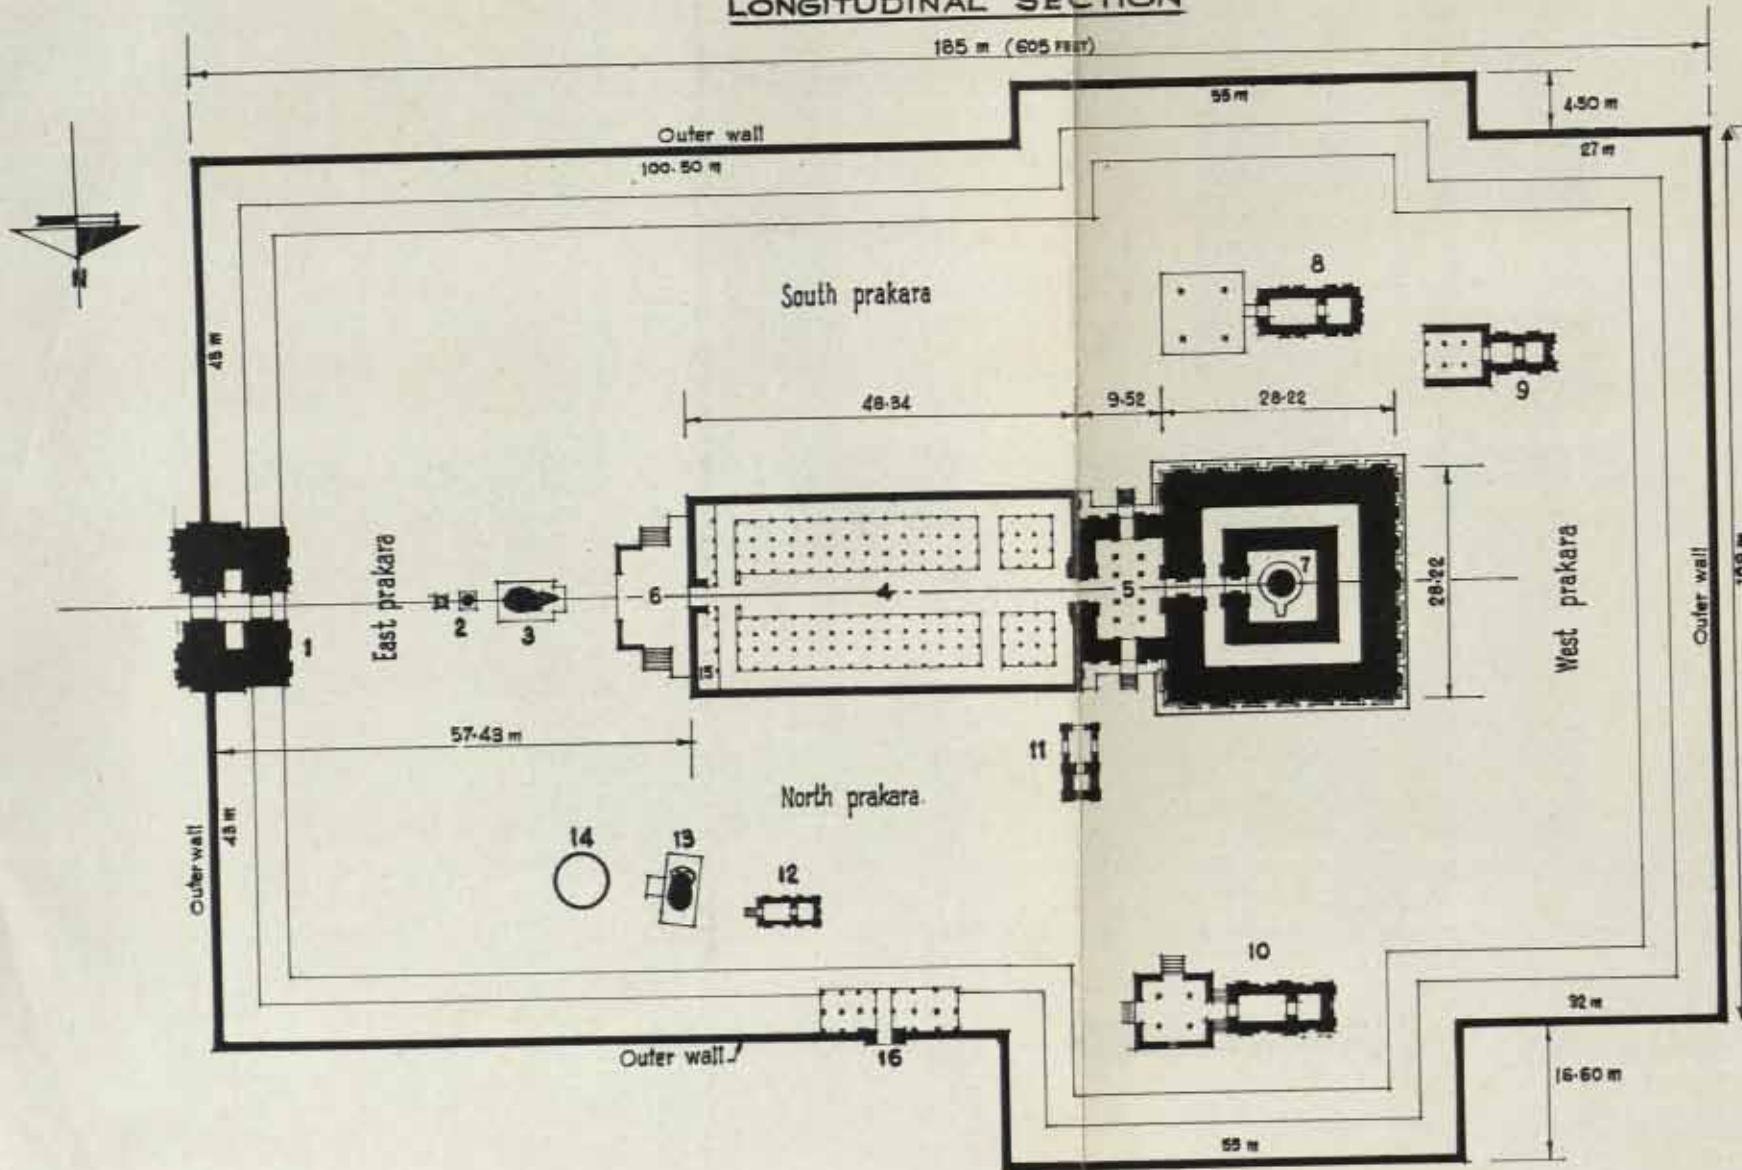 LONGITUDINAL SECTION
185 m (605 FEET)
55 m
4.50 m
Outer wall
100.50 m
27 m
N
South prakara
8
9
45 m
48.34
9.52
28.22
East prakara
1
2
3
6
4
5
7
15
28.22
West prakara
Outer wall
57.43 m
11
North prakara.
Outer wall
43 m
14
13
12
10
32 m
Outer wall
16
16.60 m
55 m